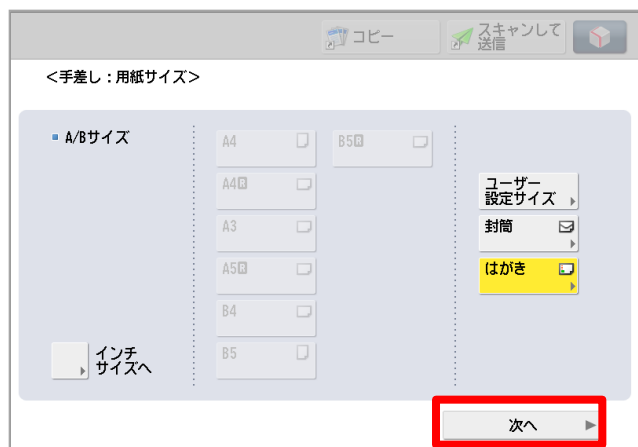 コピー
スキャンして
送信
<手差し:用紙サイズ>
A/Bサイズ
A4
B5R
A4R
A3
A5R
B4
B5
ユーザー
設定サイズ
封筒
はがき
インチ
サイズへ
次へ